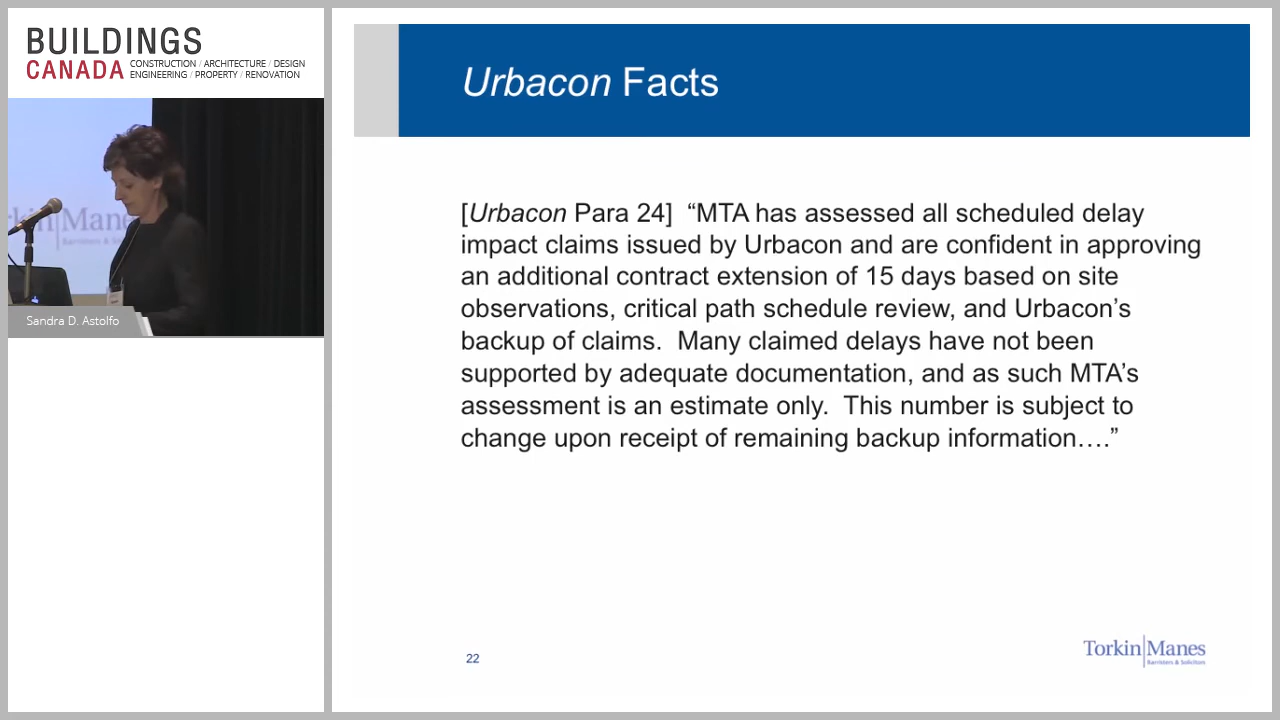 BUILDINGS
CANADA CONSTRUCTION / ARCHITECTURE / DESIGN
ENGINEERING / PROPERTY / RENOVATION
Sandra D. Astolfo
Urbacon Facts
[Urbacon Para 24]  “MTA has assessed all scheduled delay
impact claims issued by Urbacon and are confident in approving
an additional contract extension of 15 days based on site
observations, critical path schedule review, and Urbacon’s
backup of claims.  Many claimed delays have not been
supported by adequate documentation, and as such MTA’s
assessment is an estimate only.  This number is subject to
change upon receipt of remaining backup information….”
22
Torkin Manes
Barristers & Solicitors